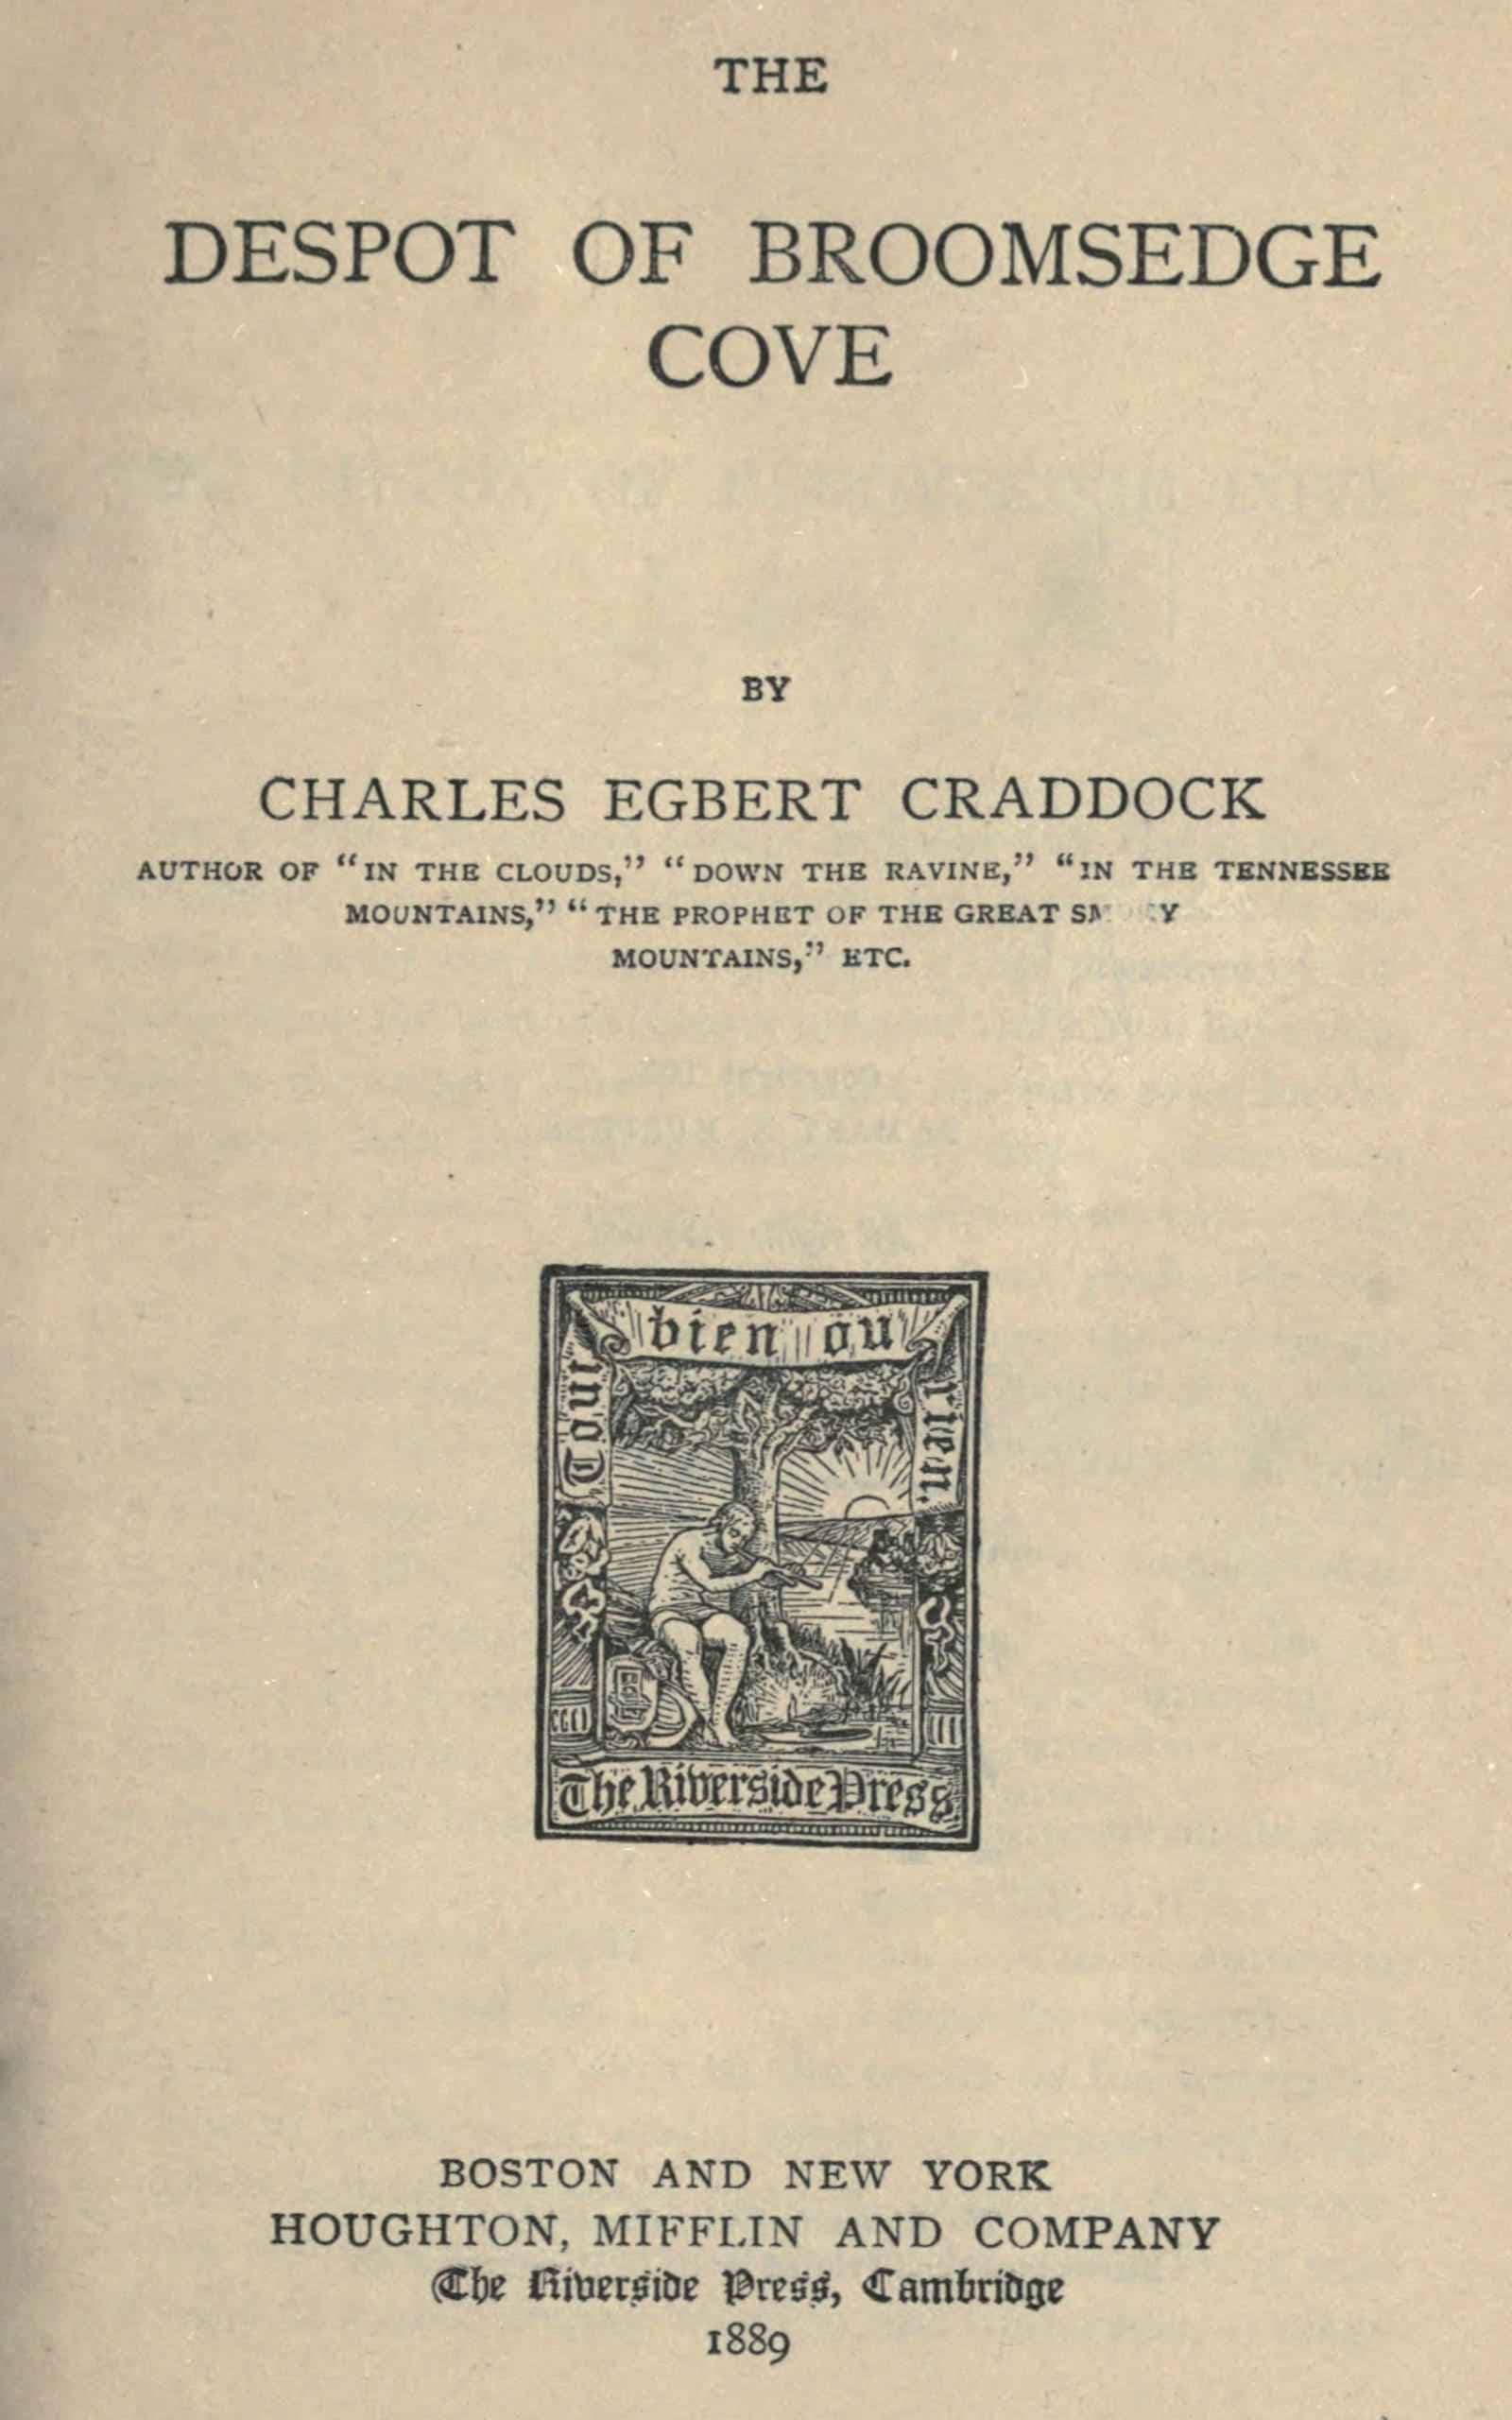 THE
DESPOT OF BROOMSEDGE
COVE
BY
CHARLES EGBERT CRADDOCK
AUTHOR OF “IN THE CLOUDS,” “DOWN THE RAVINE,” “IN THE TENNESSEE
MOUNTAINS,” “THE PROPHET OF THE GREAT
MOUNTAINS,” ETC.
Tout
bien ou
rien.
The Riverside Press
BOSTON AND NEW YORK
HOUGHTON, MIFFLIN AND COMPANY
The Riverside Press, Cambridge
1889